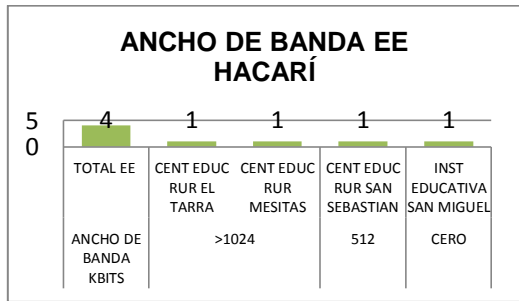 ANCHO DE BANDA EE
HACARÍ
5
0
4 1 1 1 1
TOTAL EE
CENT EDUC
RUR EL
TARRA
CENT EDUC
RUR
MESITAS
CENT EDUC
RUR SAN
SEBASTIAN
INST
EDUCATIVA
SAN MIGUEL
ANCHO DE
BANDA
KBITS
>1024
512
CERO